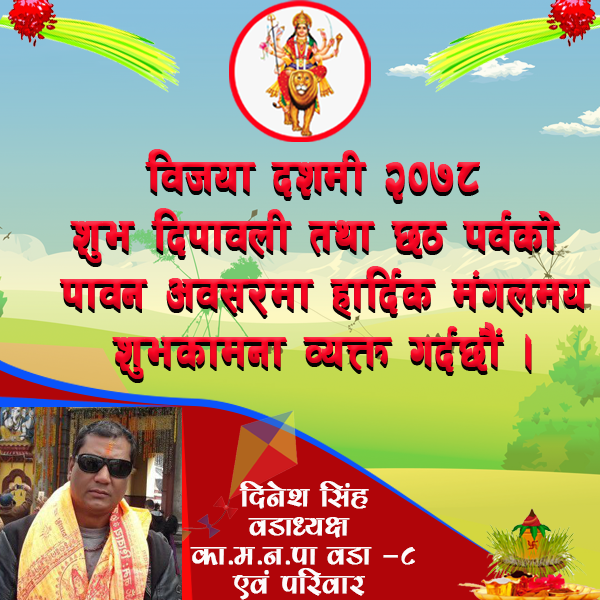 विजया दशमी २०७८
शुभ दिपावली तथा छठ पर्वको
पावन अवसरमा हार्दिक मंगलमय
शुभकामना व्यक्त गर्दछौं ।
दिनेश सिंह
वडाध्यक्ष
का.म.न.पा वडा -८
एवं परिवार